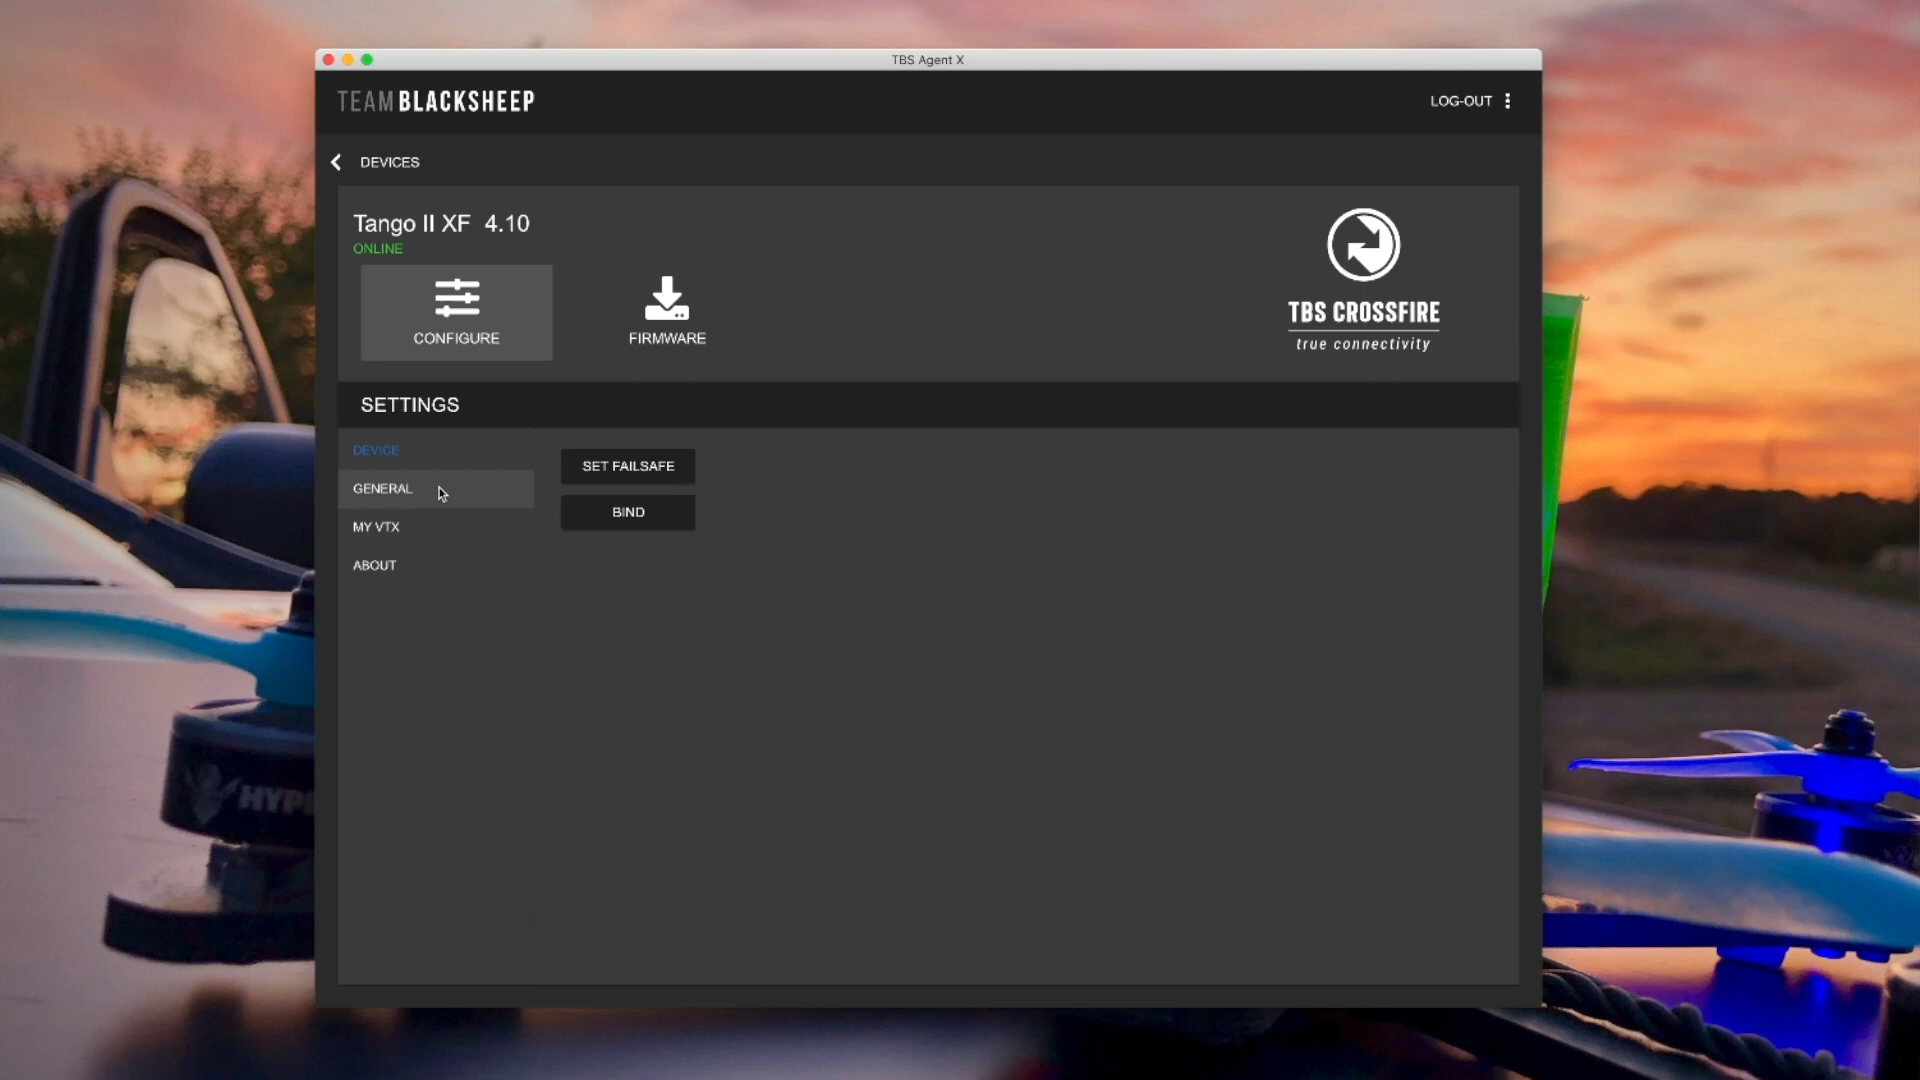 TBS Agent X
TEAMBLACKSHEEP
LOG-OUT
DEVICES
Tango II XF 4.10
ONLINE
CONFIGURE
FIRMWARE
TBS CROSSFIRE
true connectivity
SETTINGS
DEVICE
GENERAL
MY VTX
ABOUT
SET FAILSAFE
BIND